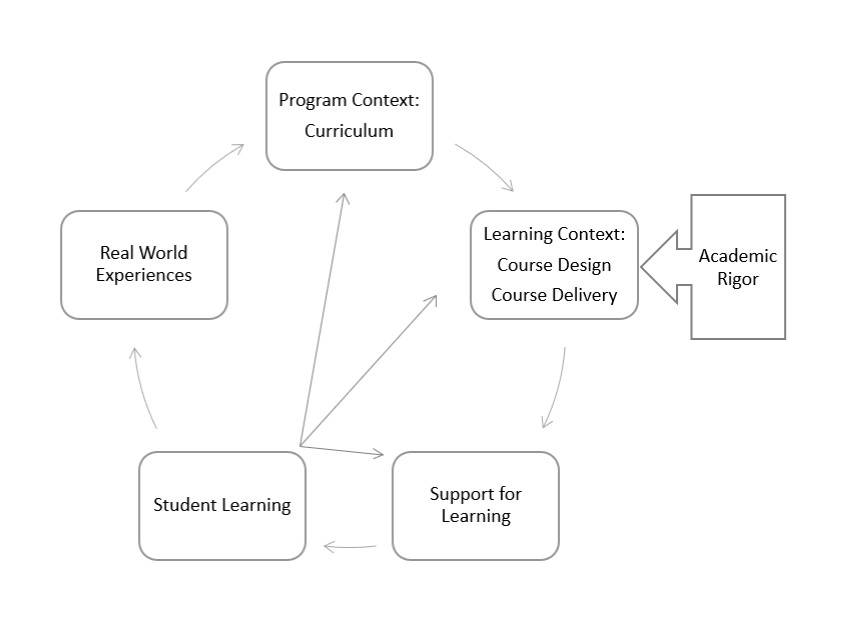 Program Context:
Curriculum
Learning Context:
Course Design
Course Delivery
Academic
Rigor
Real World
Experiences
Student Learning
Support for
Learning